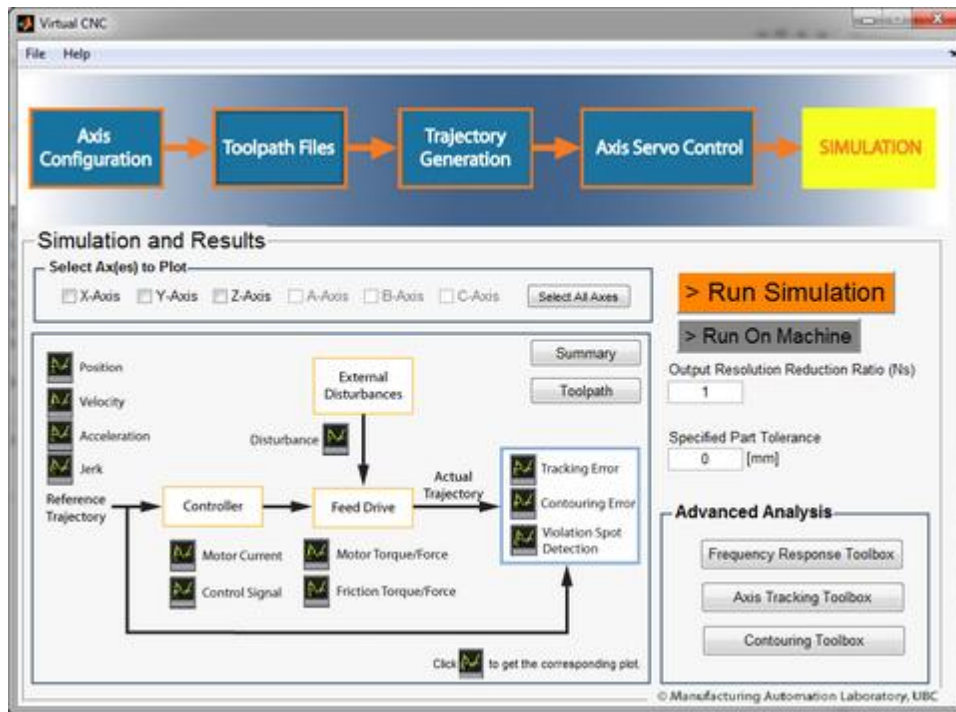 Virtual CNC
File Help
Axis
Configuration
Toolpath Files
Trajectory
Generation
Axis Servo Control
SIMULATION
Simulation and Results
Select Ax(es) to Plot
X-Axis Y-Axis Z-Axis A-Axis B-Axis C-Axis Select All Axes
> Run Simulation
> Run On Machine
Output Resolution Reduction Ratio (Ns)
1
Specified Part Tolerance
0 [mm]
Position
Velocity
Acceleration
Jerk
External
Disturbances
Summary
Toolpath
Disturbance
Reference
Trajectory
Controller
Feed Drive
Actual
Trajectory
Tracking Error
Contouring Error
Violation Spot
Detection
Motor Current
Control Signal
Motor Torque/Force
Friction Torque/Force
Click to get the corresponding plot.
Advanced Analysis
Frequency Response Toolbox
Axis Tracking Toolbox
Contouring Toolbox
© Manufacturing Automation Laboratory, UBC